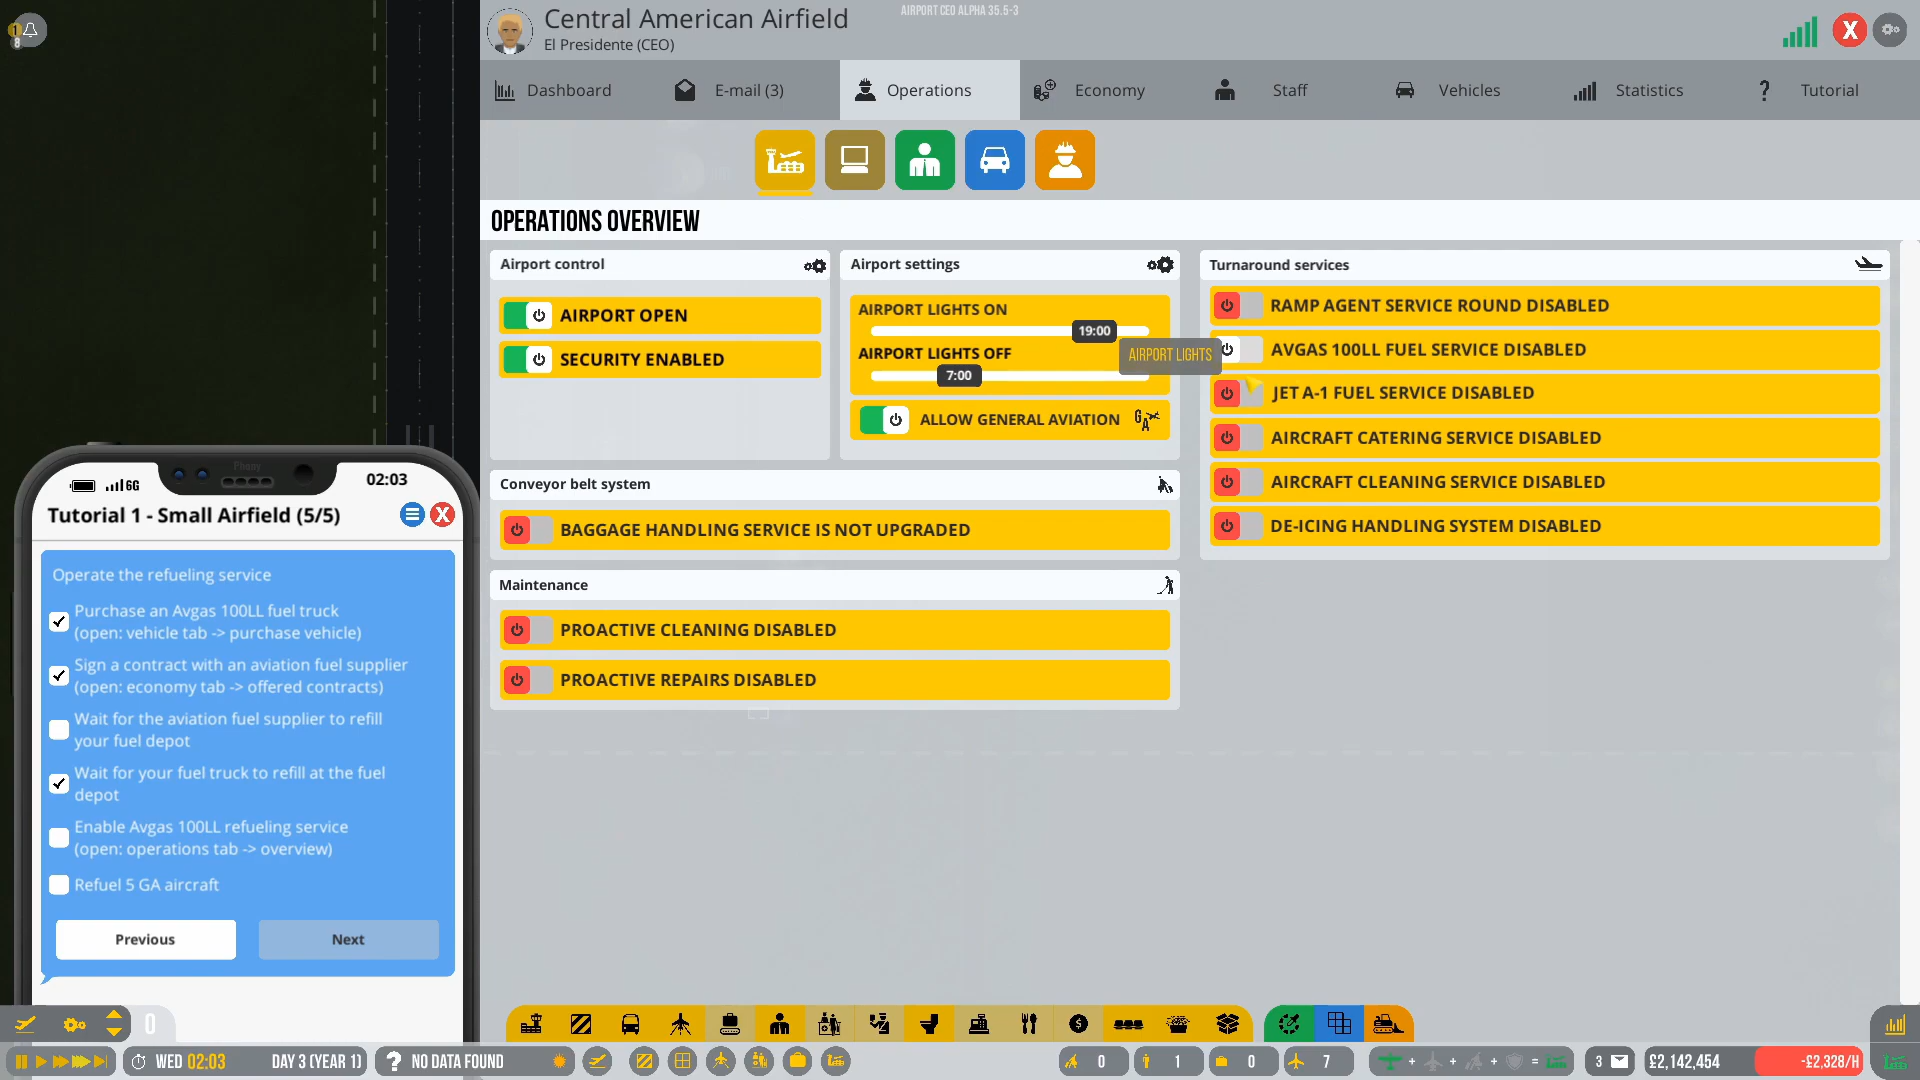 AIRPORT CEO ALPHA 35.5-3
Central American Airfield
El Presidente (CEO)
X
Dashboard
E-mail (3)
Operations
Economy
Staff
Vehicles
Statistics
? Tutorial
OPERATIONS OVERVIEW
Airport control
AIRPORT OPEN
SECURITY ENABLED
Airport settings
AIRPORT LIGHTS ON
19:00
AIRPORT LIGHTS OFF
7:00
AIRPORT LIGHTS
ALLOW GENERAL AVIATION
GA
Turnaround services
RAMP AGENT SERVICE ROUND DISABLED
AVGAS 100LL FUEL SERVICE DISABLED
JET A-1 FUEL SERVICE DISABLED
AIRCRAFT CATERING SERVICE DISABLED
AIRCRAFT CLEANING SERVICE DISABLED
DE-ICING HANDLING SYSTEM DISABLED
Conveyor belt system
BAGGAGE HANDLING SERVICE IS NOT UPGRADED
Maintenance
PROACTIVE CLEANING DISABLED
PROACTIVE REPAIRS DISABLED
1
8
Phony
6G
02:03
Tutorial 1 - Small Airfield (5/5)
X
Operate the refueling service
Purchase an Avgas 100LL fuel truck
(open: vehicle tab -> purchase vehicle)
Sign a contract with an aviation fuel supplier
(open: economy tab -> offered contracts)
Wait for the aviation fuel supplier to refill
your fuel depot
Wait for your fuel truck to refill at the fuel
depot
Enable Avgas 100LL refueling service
(open: operations tab -> overview)
Refuel 5 GA aircraft
Previous
Next
0
WED 02:03
DAY 3 (YEAR 1)
? NO DATA FOUND
0
1
0
7
+ + + =
3
£2,142,454
-£2,328/H